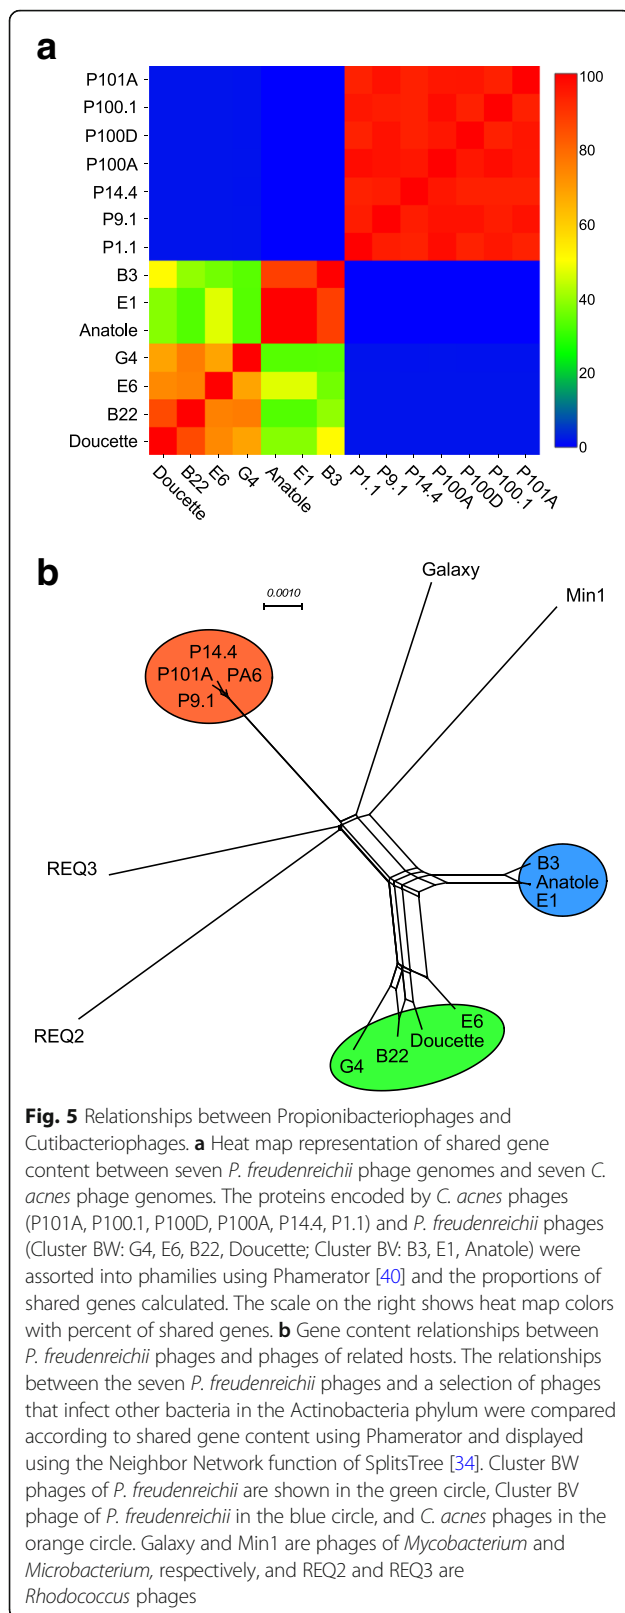 a
P101A
P100.1
P100D
P100A
P14.4
P9.1
P1.1
B3
E1
Anatole
G4
E6
B22
Doucette
100
80
60
40
20
0
Doucette
B22
E6
G4
Anatole
E1
B3
P1.1
P9.1
P14.4
P100A
P100D
P100.1
P101A
b
Galaxy
0.0010
Min1
P14.4
P101A PA6
P9.1
REQ3
B3
Anatole
E1
REQ2
E6
Doucette
B22
G4
Fig. 5 Relationships between Propionibacteriophages and
Cutibacteriophages. a Heat map representation of shared gene
content between seven P. freudenreichii phage genomes and seven C.
acnes phage genomes. The proteins encoded by C. acnes phages
(P101A, P100.1, P100D, P100A, P14.4, P1.1) and P. freudenreichii phages
(Cluster BW: G4, E6, B22, Doucette; Cluster BV: B3, E1, Anatole) were
assorted into phamilies using Phamerator [40] and the proportions of
shared genes calculated. The scale on the right shows heat map colors
with percent of shared genes. b Gene content relationships between
P. freudenreichii phages and phages of related hosts. The relationships
between the seven P. freudenreichii phages and a selection of phages
that infect other bacteria in the Actinobacteria phylum were compared
according to shared gene content using Phamerator and displayed
using the Neighbor Network function of SplitsTree [34]. Cluster BW
phages of P. freudenreichii are shown in the green circle, Cluster BV
phage of P. freudenreichii in the blue circle, and C. acnes phages in the
orange circle. Galaxy and Min1 are phages of Mycobacterium and
Microbacterium, respectively, and REQ2 and REQ3 are
Rhodococcus phages